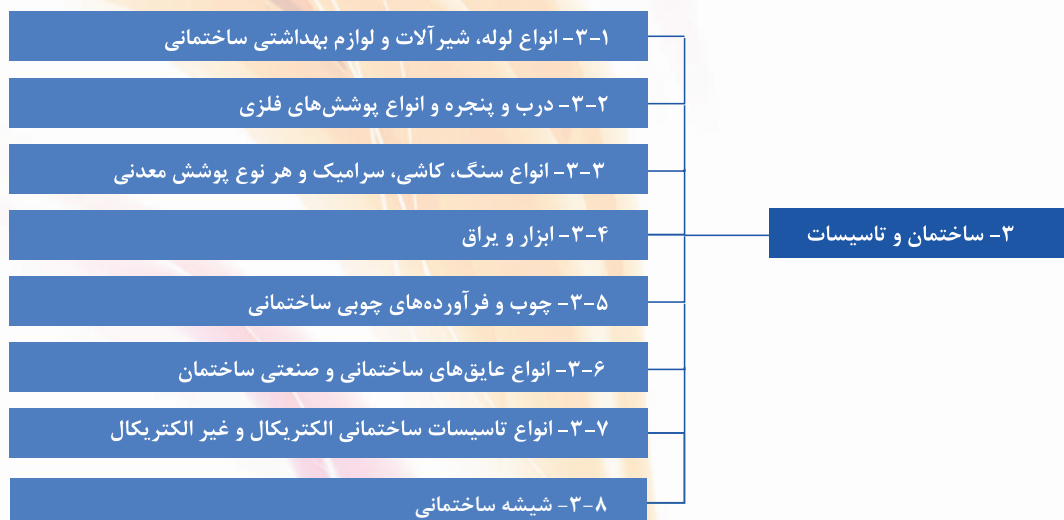 ۳- ساختمان و تاسیسات
۳-۱- انواع لوله، شیرآلات و لوازم بهداشتی ساختمانی
۳-۲- درب و پنجره و انواع پوشش‌های فلزی
۳-۳- انواع سنگ، کاشی، سرامیک و هر نوع پوشش معدنی
۳-۴- ابزار و یراق
۳-۵- چوب و فرآورده‌های چوبی ساختمانی
۳-۶- انواع عایق‌های ساختمانی و صنعتی ساختمان
۳-۷- انواع تاسیسات ساختمانی الکتریکال و غیر الکتریکال
۳-۸- شیشه ساختمانی